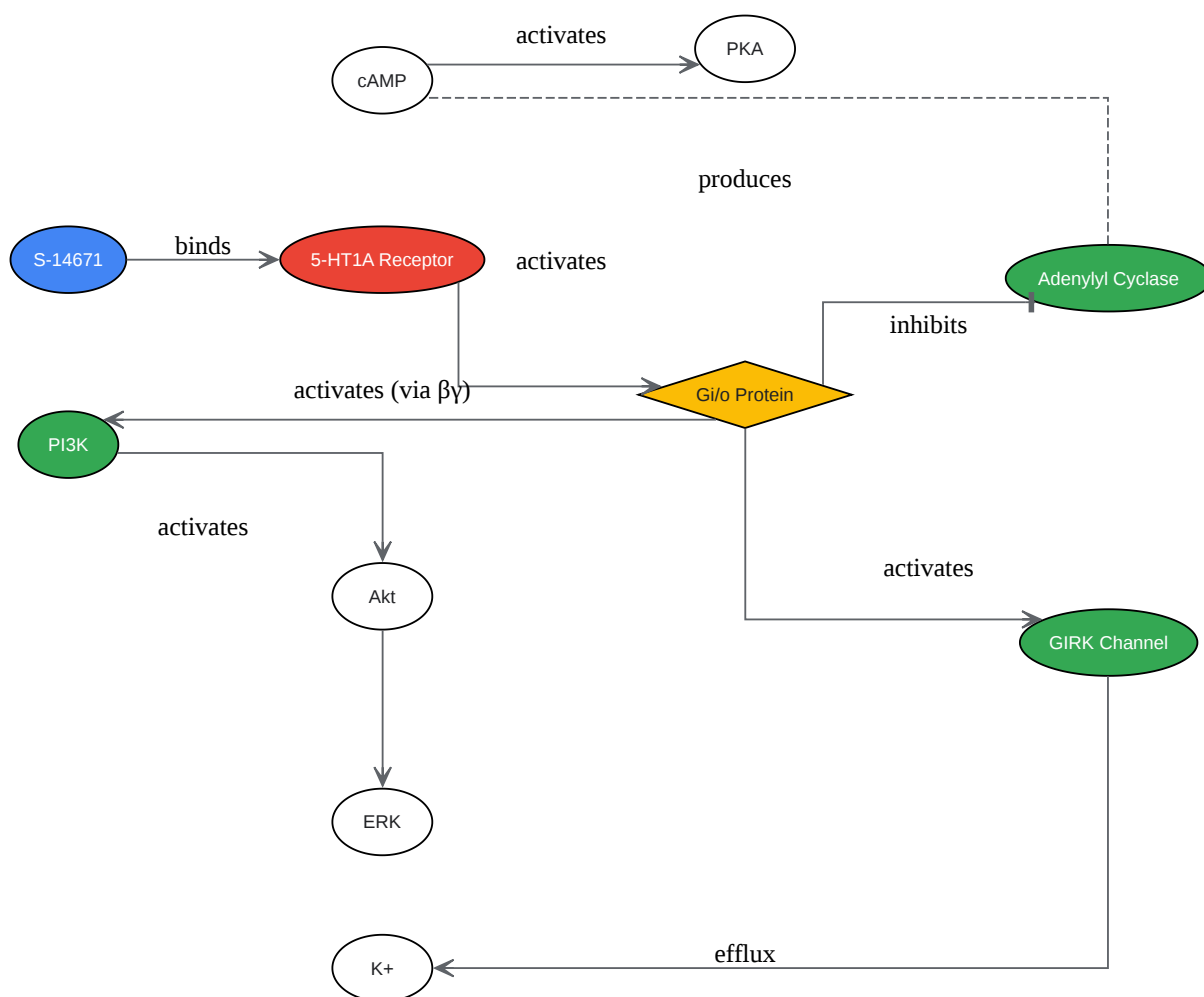 activates
PKA
cAMP
produces
S-14671
binds
5-HT1A Receptor
activates
Adenylyl Cyclase
inhibits
activates (via βγ)
Gi/o Protein
PI3K
activates
activates
Akt
GIRK Channel
ERK
efflux
K+